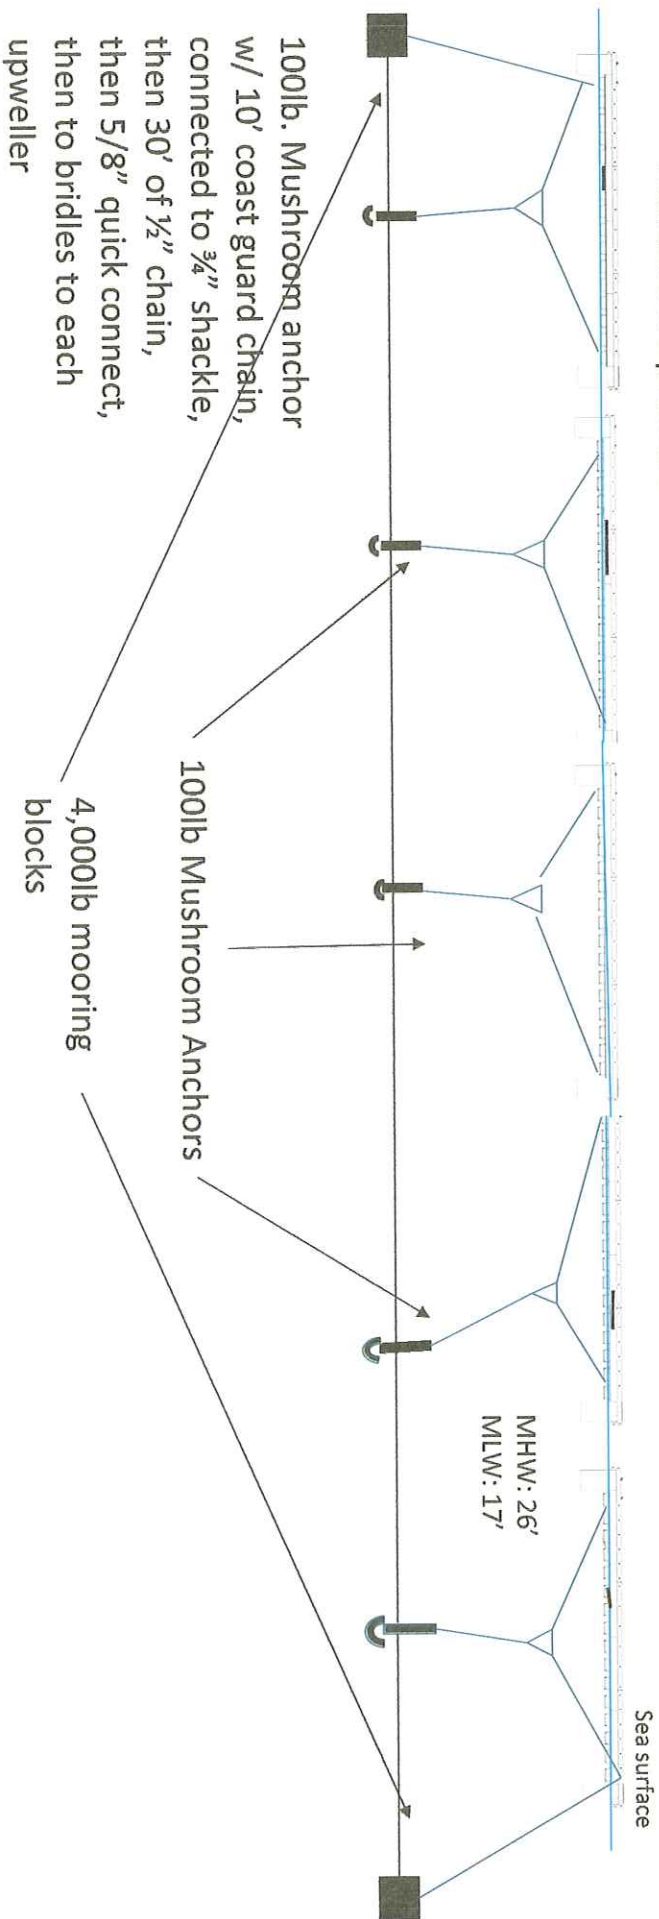 Sea surface
MHW: 26'
MLW: 17'
100lb. Mushroom anchor
w/ 10' coast guard chain,
connected to ¾" shackle,
then 30' of ½" chain,
then 5/8" quick connect,
then to bridles to each
upweller
100lb Mushroom Anchors
4,000lb mooring
blocks